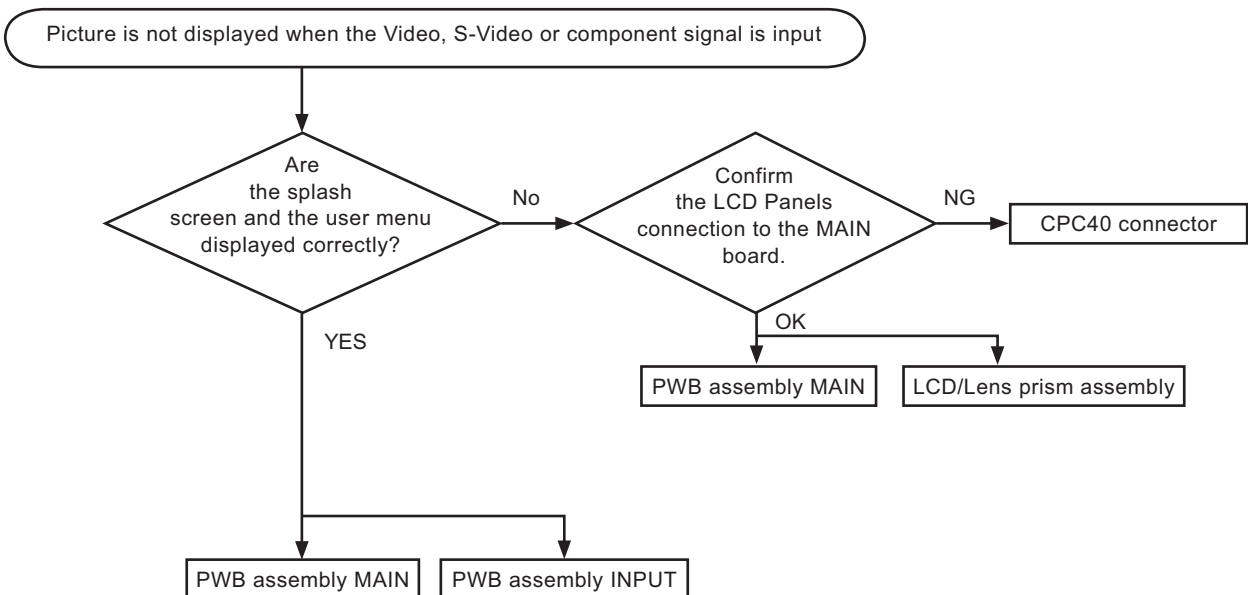 Picture is not displayed when the Video, S-Video or component signal is input
Are
the splash
screen and the user menu
displayed correctly?
No
Confirm
the LCD Panels
connection to the MAIN
board.
NG
CPC40 connector
OK
YES
PWB assembly MAIN
LCD/Lens prism assembly
PWB assembly MAIN
PWB assembly INPUT